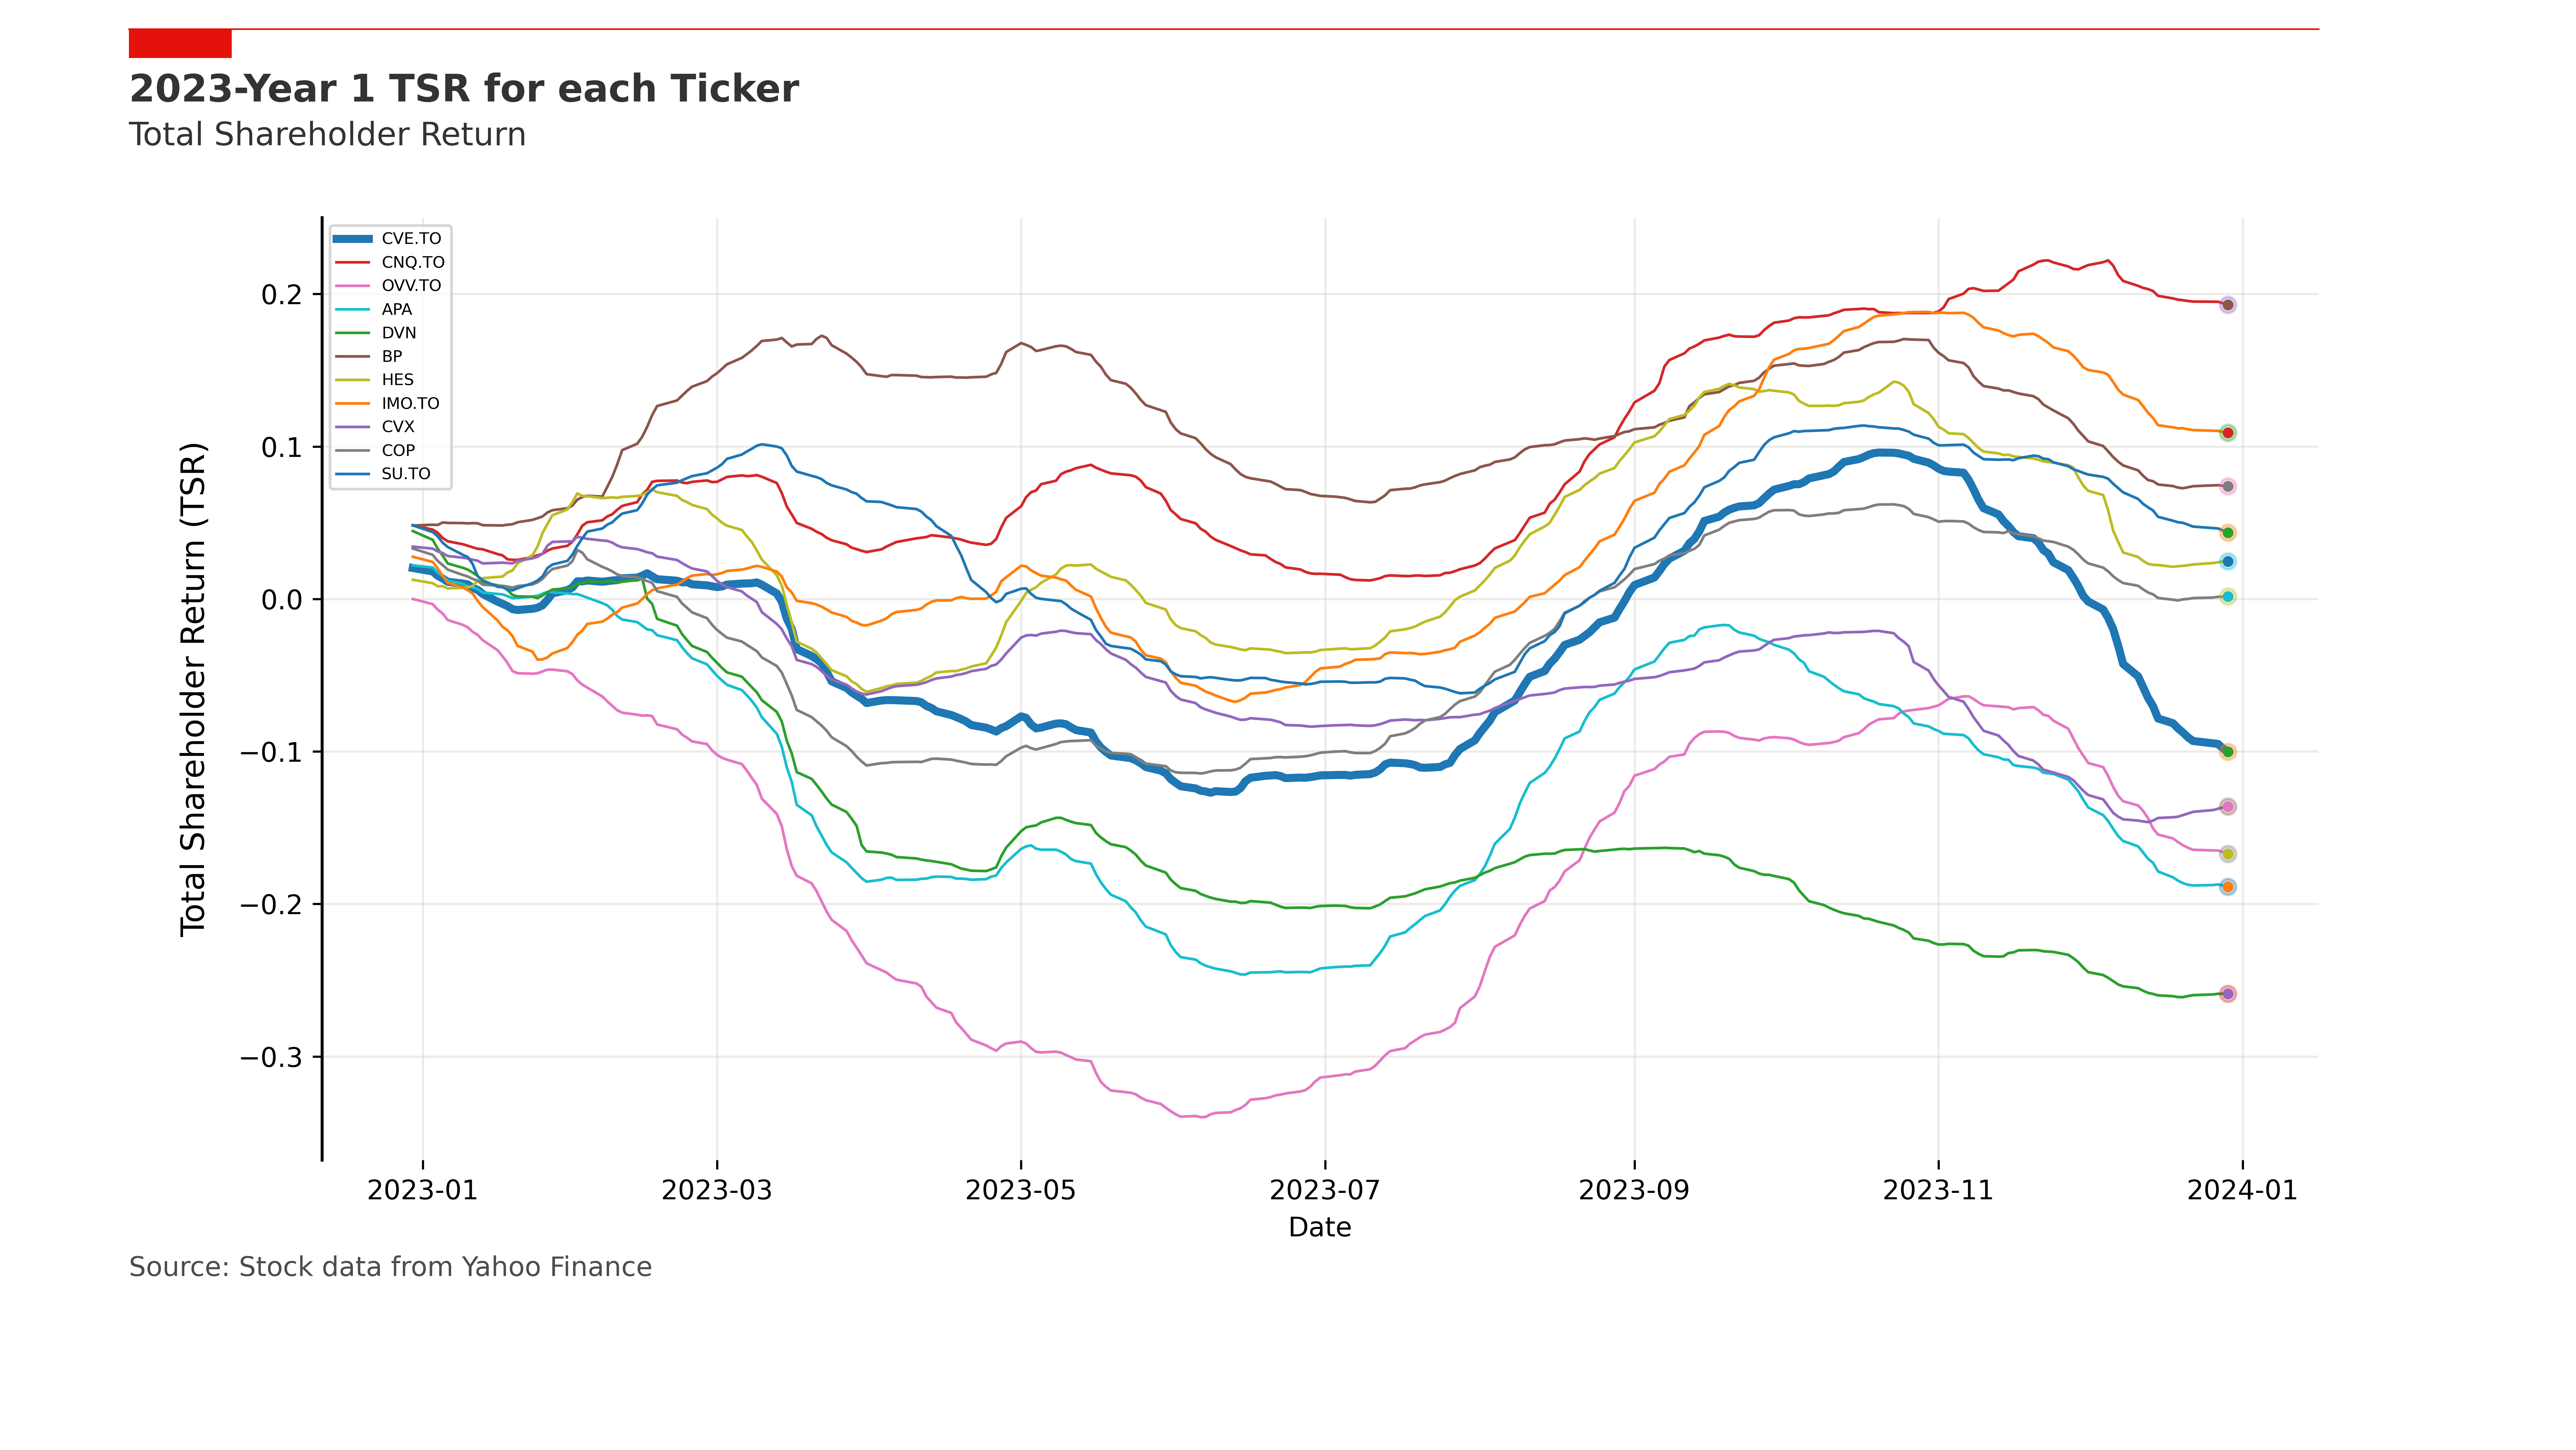 2023-Year 1 TSR for each Ticker
Total Shareholder Return
CVE.TO
CNQ.TO
OVV.TO
APA
DVN
BP
HES
IMO.TO
CVX
COP
SU.TO
Total Shareholder Return (TSR)
0.2
0.1
0.0
−0.1
−0.2
−0.3
2023-01 2023-03 2023-05 2023-07 2023-09 2023-11 2024-01
Date
Source: Stock data from Yahoo Finance